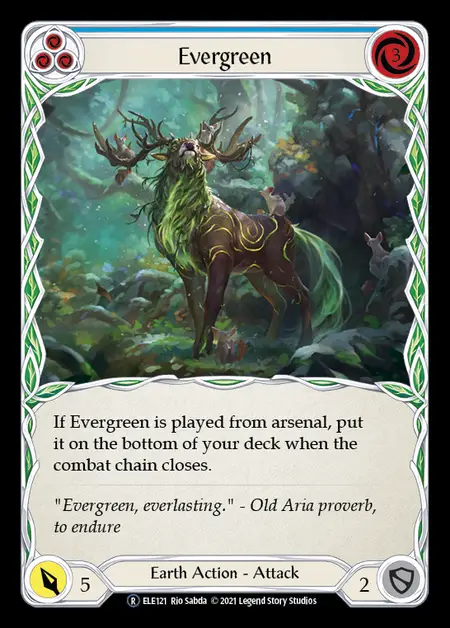 Evergreen
3
If Evergreen is played from arsenal, put
it on the bottom of your deck when the
combat chain closes.
"Evergreen, everlasting." - Old Aria proverb,
to endure
5
Earth Action - Attack
2
R ELE121 Rio Sabda © 2021 Legend Story Studios